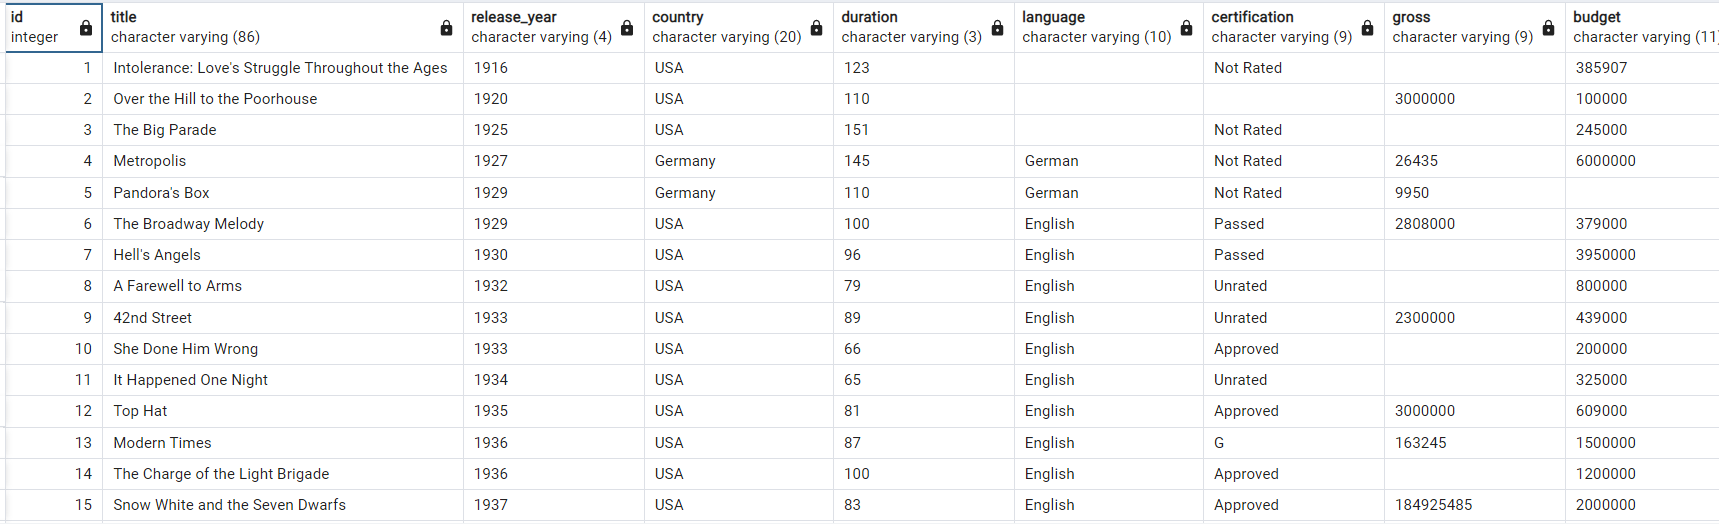 id title release_year country duration language certification gross budget
integer character varying (86) character varying (4) character varying (20) character varying (3) character varying (10) character varying (9) character varying (9) character varying (11)
1 Intolerance: Love's Struggle Throughout the Ages 1916 USA 123 Not Rated 385907
2 Over the Hill to the Poorhouse 1920 USA 110 3000000 100000
3 The Big Parade 1925 USA 151 Not Rated 245000
4 Metropolis 1927 Germany 145 German Not Rated 26435 6000000
5 Pandora's Box 1929 Germany 110 German Not Rated 9950
6 The Broadway Melody 1929 USA 100 English Passed 2808000 379000
7 Hell's Angels 1930 USA 96 English Passed 3950000
8 A Farewell to Arms 1932 USA 79 English Unrated 800000
9 42nd Street 1933 USA 89 English Unrated 2300000 439000
10 She Done Him Wrong 1933 USA 66 English Approved 200000
11 It Happened One Night 1934 USA 65 English Unrated 325000
12 Top Hat 1935 USA 81 English Approved 3000000 609000
13 Modern Times 1936 USA 87 English G 163245 1500000
14 The Charge of the Light Brigade 1936 USA 100 English Approved 1200000
15 Snow White and the Seven Dwarfs 1937 USA 83 English Approved 184925485 2000000